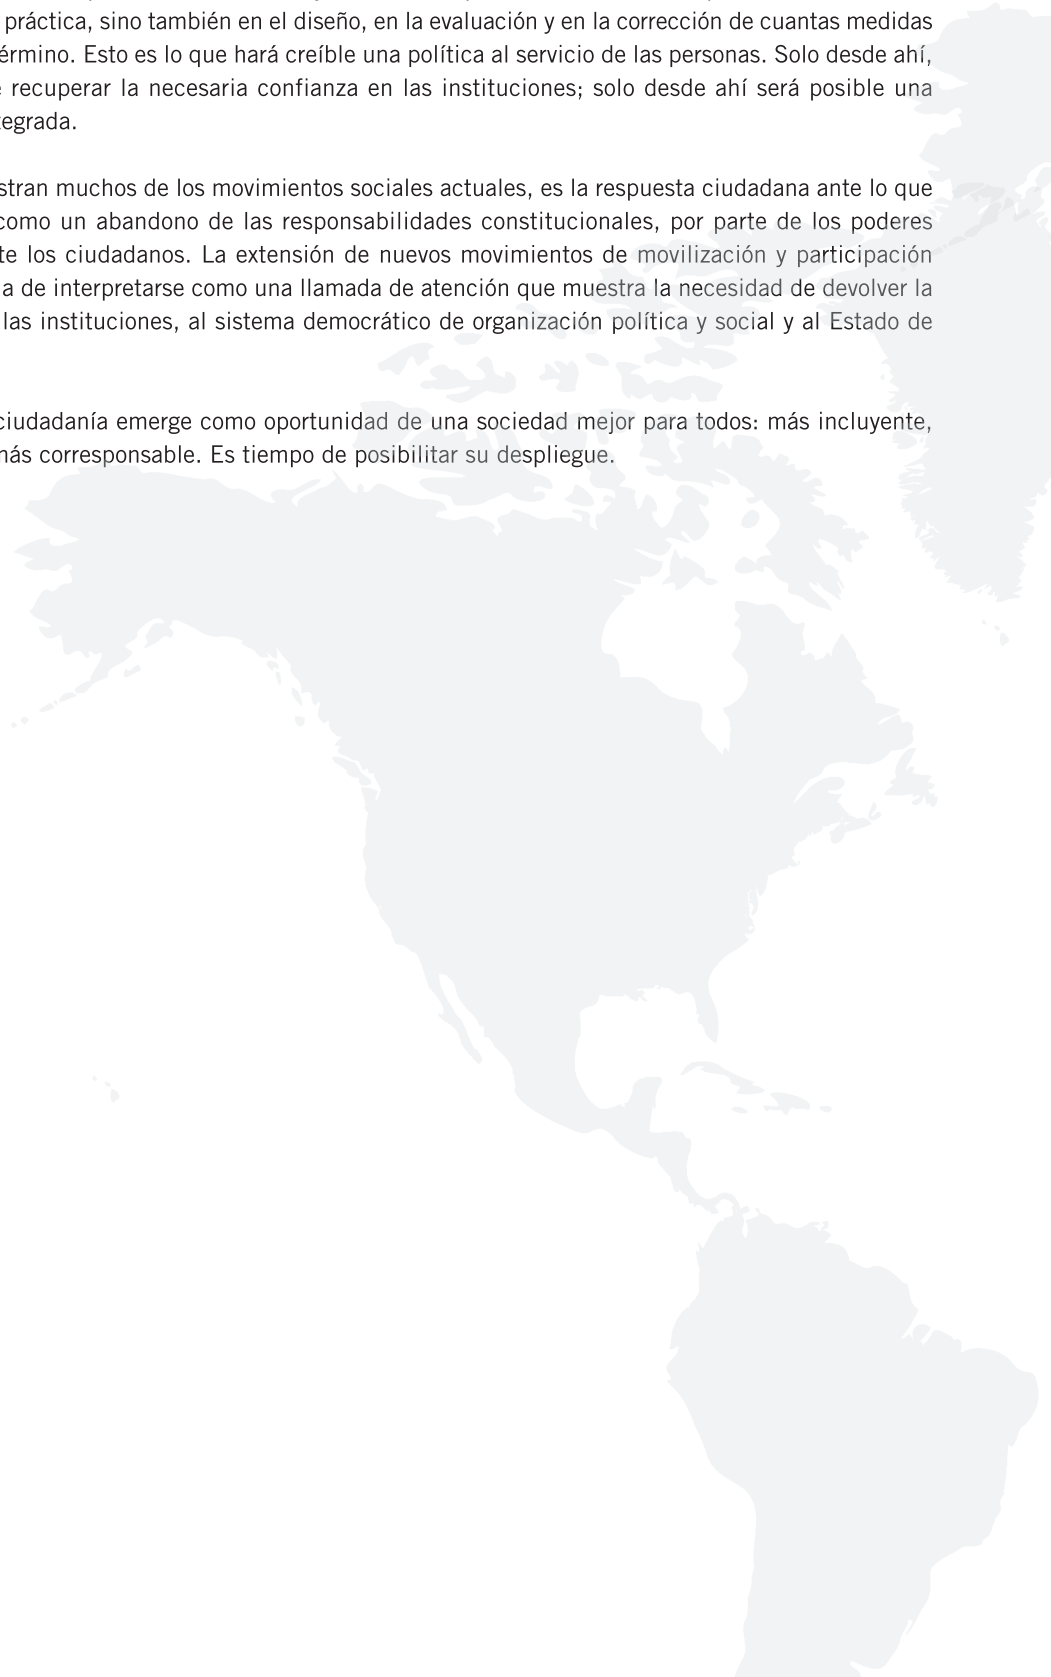 práctica, sino también en el diseño, en la evaluación y en la corrección de cuantas medidas
érmino. Esto es lo que hará creíble una política al servicio de las personas. Solo desde ahí,
recuperar la necesaria confianza en las instituciones; solo desde ahí será posible una
tegrada.
stran muchos de los movimientos sociales actuales, es la respuesta ciudadana ante lo que
como un abandono de las responsabilidades constitucionales, por parte de los poderes
te los ciudadanos. La extensión de nuevos movimientos de movilización y participación
a de interpretarse como una llamada de atención que muestra la necesidad de devolver la
las instituciones, al sistema democrático de organización política y social y al Estado de
ciudadanía emerge como oportunidad de una sociedad mejor para todos: más incluyente,
más corresponsable. Es tiempo de posibilitar su despliegue.